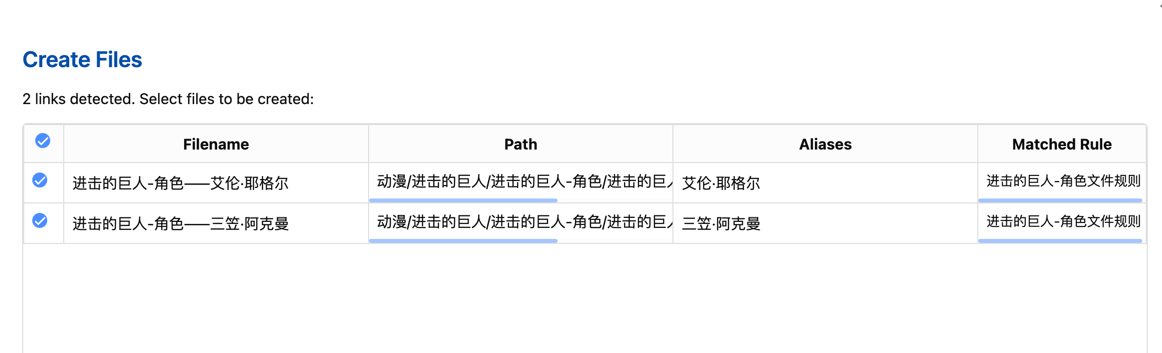 Create Files
2 links detected. Select files to be created:
Filename Path Aliases Matched Rule
进击的巨人-角色——艾伦·耶格尔 动漫/进击的巨人/进击的巨人-角色/进击的巨 艾伦·耶格尔 进击的巨人-角色文件规则
进击的巨人-角色——三笠·阿克曼 动漫/进击的巨人/进击的巨人-角色/进击的巨 三笠·阿克曼 进击的巨人-角色文件规则